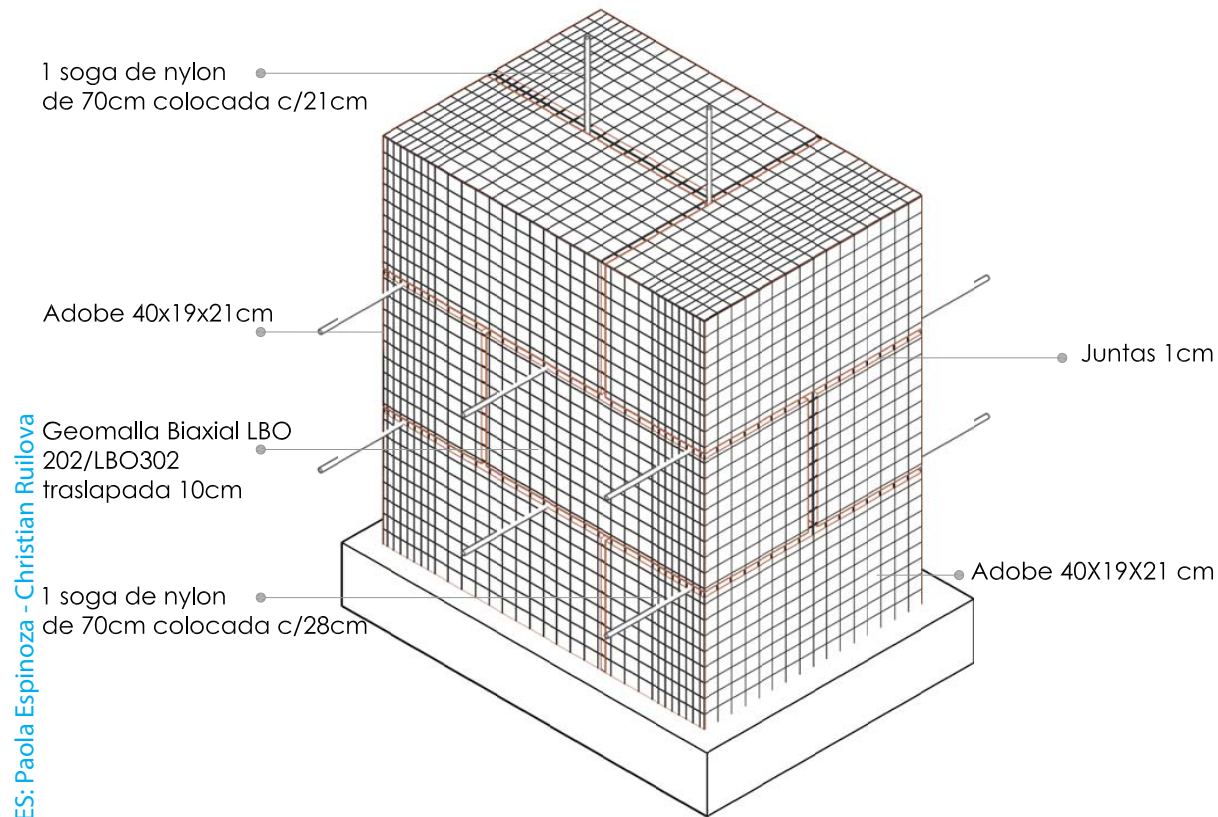 1 soga de nylon
de 70cm colocada c/21cm
Adobe 40x19x21cm
Juntas 1cm
Geomalla Biaxial LBO
202/LBO302
traslapada 10cm
Adobe 40X19X21 cm
1 soga de nylon
de 70cm colocada c/28cm
ES: Paola Espinoza - Christian Ruilova